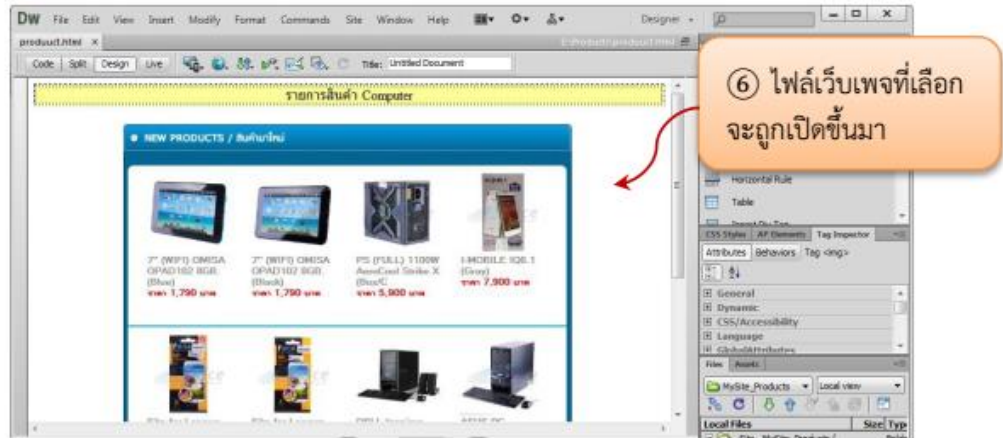 DW File Edit View Insert Modify Format Commands Site Window Help Designer
produuct.html ×
Code Split Design Live Title: Untitled Document
รายการสินค้า Computer
NEW PRODUCTS / สินค้ามาใหม่
7" (WIFI) OMISA OPAD102 8GB. (Blue)
ราคา 1,790 บาท
7" (WIFI) OMISA OPAD102 8GB. (Black)
ราคา 1,790 บาท
PS (FULL) 1100W AeroCool Strike X
ราคา 5,900 บาท
I-MOBILE IQ6.1 (Gray)
ราคา 7,900 บาท
⑥ ไฟล์เว็บเพจที่เลือก
จะถูกเปิดขึ้นมา
Horizontal Rule
Table
CSS Styles AP Elements Tag Inspector
Attributes Behaviors Tag <img>
General
Dynamic
CSS/Accessibility
Language
Files Assets
MySite_Products Local view
Local Files Size Typ